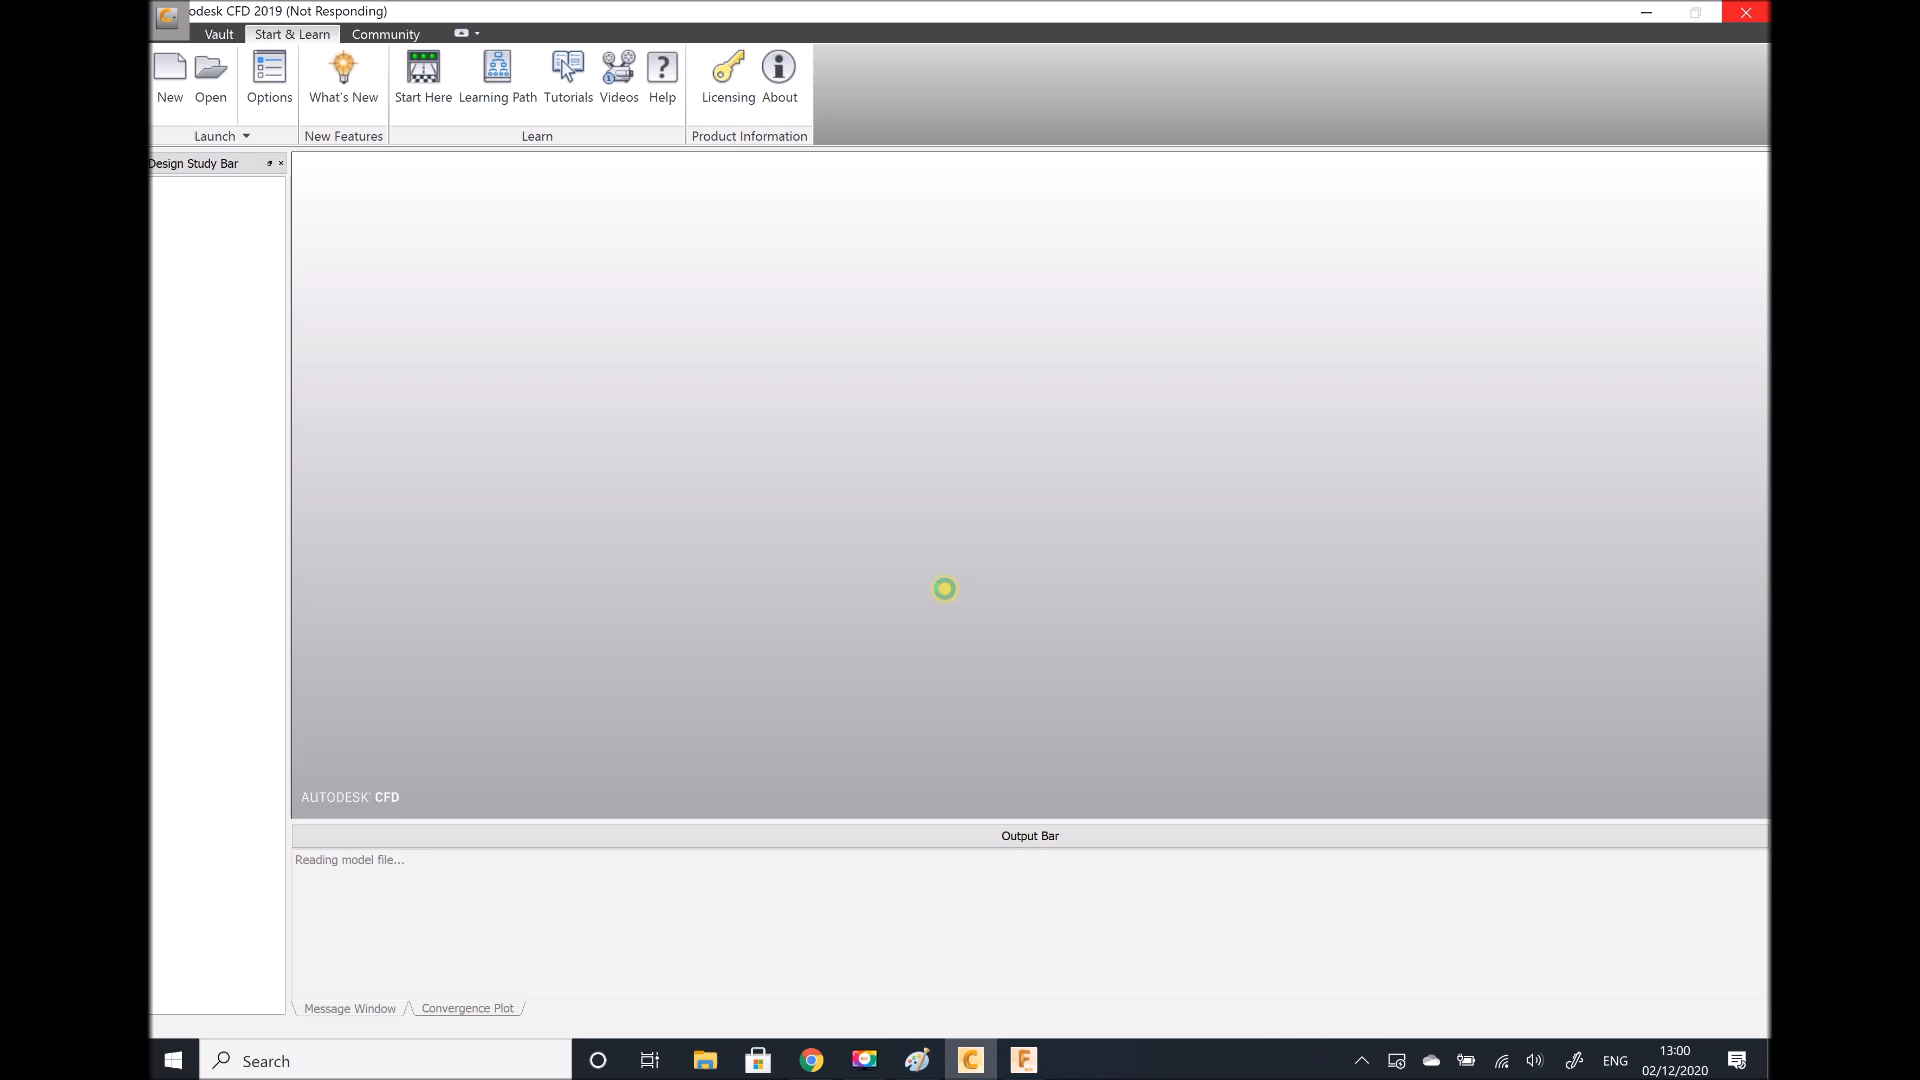 odesk CFD 2019 (Not Responding)
Vault Start & Learn Community
New Open Options What's New Start Here Learning Path Tutorials Videos Help Licensing About
Launch New Features Learn Product Information
Design Study Bar
AUTODESK® CFD
Output Bar
Reading model file...
Message Window Convergence Plot
Search
ENG
13:00
02/12/2020